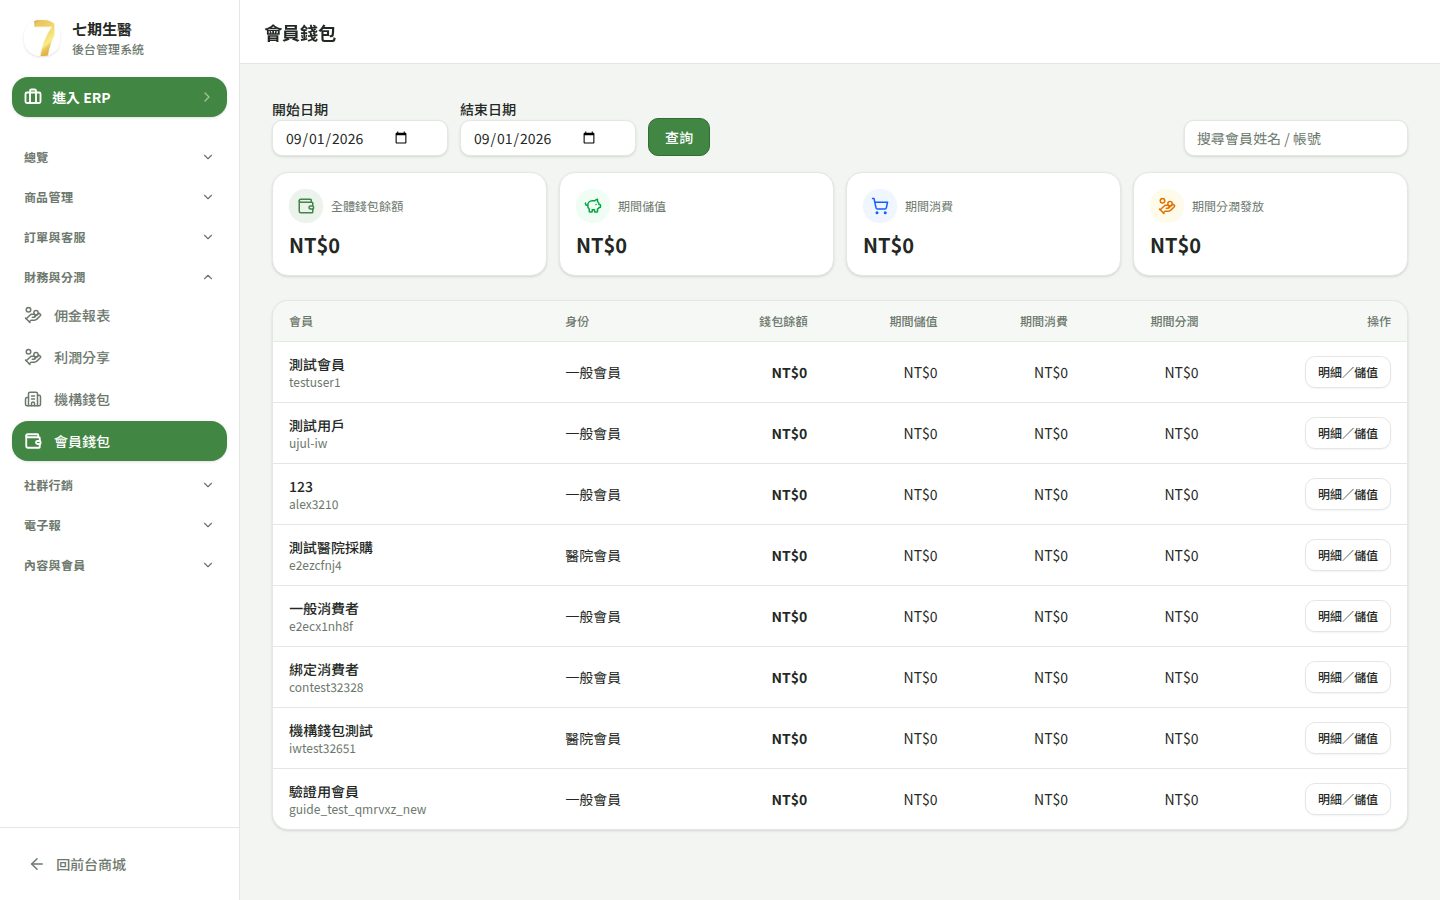 七期生醫
後台管理系統
進入 ERP
總覽
商品管理
訂單與客服
財務與分潤
佣金報表
利潤分享
機構錢包
會員錢包
社群行銷
電子報
內容與會員
回前台商城
會員錢包
開始日期
09/01/2026
結束日期
09/01/2026
查詢
搜尋會員姓名 / 帳號
全體錢包餘額
NT$0
期間儲值
NT$0
期間消費
NT$0
期間分潤發放
NT$0
會員 身份 錢包餘額 期間儲值 期間消費 期間分潤 操作
測試會員
testuser1
一般會員 NT$0 NT$0 NT$0 NT$0 明細／儲值
測試用戶
ujul-iw
一般會員 NT$0 NT$0 NT$0 NT$0 明細／儲值
123
alex3210
一般會員 NT$0 NT$0 NT$0 NT$0 明細／儲值
測試醫院採購
e2ezcfnj4
醫院會員 NT$0 NT$0 NT$0 NT$0 明細／儲值
一般消費者
e2ecx1nh8f
一般會員 NT$0 NT$0 NT$0 NT$0 明細／儲值
綁定消費者
contest32328
一般會員 NT$0 NT$0 NT$0 NT$0 明細／儲值
機構錢包測試
iwtest32651
醫院會員 NT$0 NT$0 NT$0 NT$0 明細／儲值
驗證用會員
guide_test_qmrvxz_new
一般會員 NT$0 NT$0 NT$0 NT$0 明細／儲值